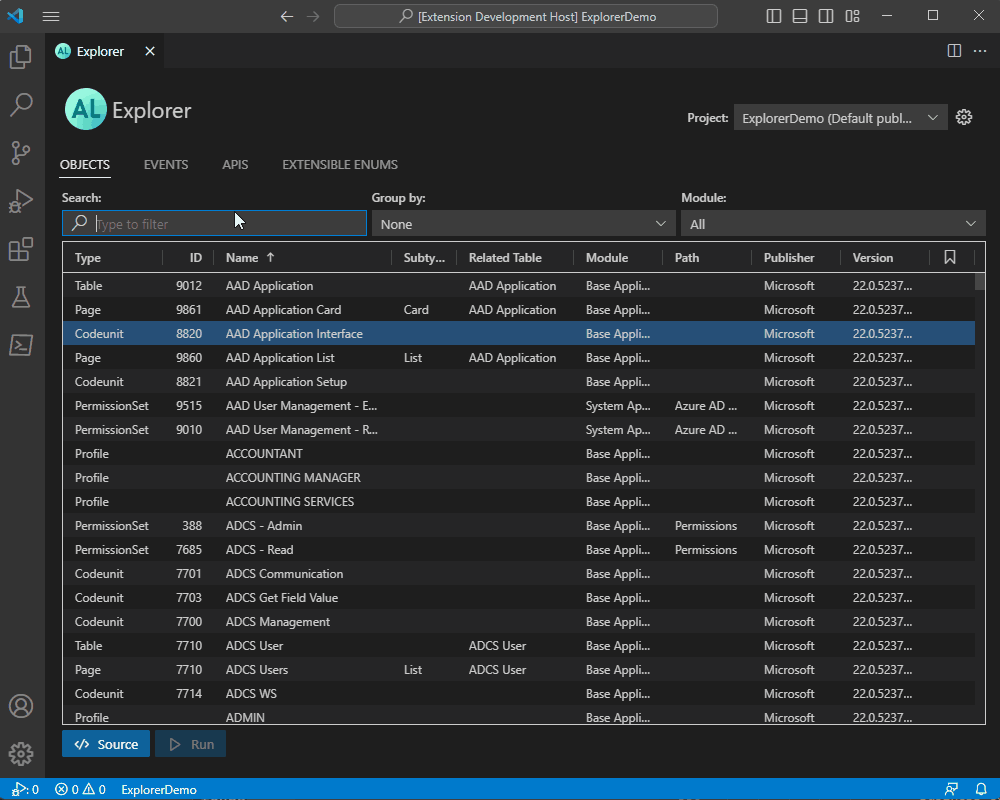 [Extension Development Host] ExplorerDemo
AL Explorer
AL Explorer
Project: ExplorerDemo (Default publ...
OBJECTS EVENTS APIS EXTENSIBLE ENUMS
Search: Group by: Module:
Type to filter None All
Type ID Name ↑ Subty... Related Table Module Path Publisher Version
Table 9012 AAD Application AAD Application Base Appli... Microsoft 22.0.5237...
Page 9861 AAD Application Card Card AAD Application Base Appli... Microsoft 22.0.5237...
Codeunit 8820 AAD Application Interface Base Appli... Microsoft 22.0.5237...
Page 9860 AAD Application List List AAD Application Base Appli... Microsoft 22.0.5237...
Codeunit 8821 AAD Application Setup Base Appli... Microsoft 22.0.5237...
PermissionSet 9515 AAD User Management - E... System Ap... Azure AD ... Microsoft 22.0.5237...
PermissionSet 9010 AAD User Management - R... System Ap... Azure AD ... Microsoft 22.0.5237...
Profile ACCOUNTANT Base Appli... Microsoft 22.0.5237...
Profile ACCOUNTING MANAGER Base Appli... Microsoft 22.0.5237...
Profile ACCOUNTING SERVICES Base Appli... Microsoft 22.0.5237...
PermissionSet 388 ADCS - Admin Base Appli... Permissions Microsoft 22.0.5237...
PermissionSet 7685 ADCS - Read Base Appli... Permissions Microsoft 22.0.5237...
Codeunit 7701 ADCS Communication Base Appli... Microsoft 22.0.5237...
Codeunit 7703 ADCS Get Field Value Base Appli... Microsoft 22.0.5237...
Codeunit 7700 ADCS Management Base Appli... Microsoft 22.0.5237...
Table 7710 ADCS User ADCS User Base Appli... Microsoft 22.0.5237...
Page 7710 ADCS Users List ADCS User Base Appli... Microsoft 22.0.5237...
Codeunit 7714 ADCS WS Base Appli... Microsoft 22.0.5237...
Profile ADMIN Base Appli... Microsoft 22.0.5237...
Source Run
0 0 0 ExplorerDemo